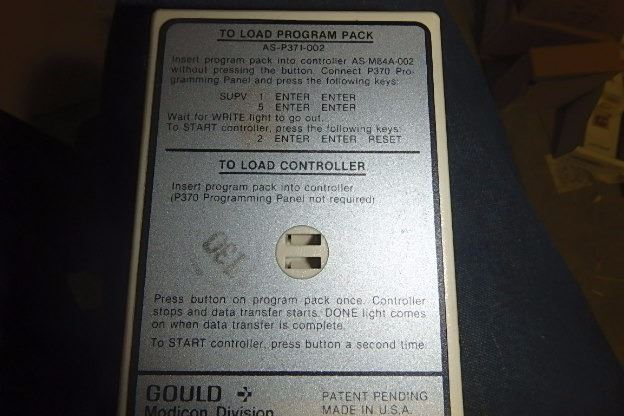 TO LOAD PROGRAM PACK
AS-P371-002
Insert program pack into controller AS-M84A-002
without pressing the button. Connect P370 Pro-
gramming Panel and press the following keys:
SUPV 1 ENTER ENTER
5 ENTER ENTER
Wait for WRITE light to go out.
To START controller, press the following keys:
2 ENTER ENTER RESET
TO LOAD CONTROLLER
Insert program pack into controller
(P370 Programming Panel not required)
130
Press button on program pack once. Controller
stops and data transfer starts. DONE light comes
on when data transfer is complete.
To START controller, press button a second time.
GOULD
Modicon Division
PATENT PENDING
MADE IN U.S.A.